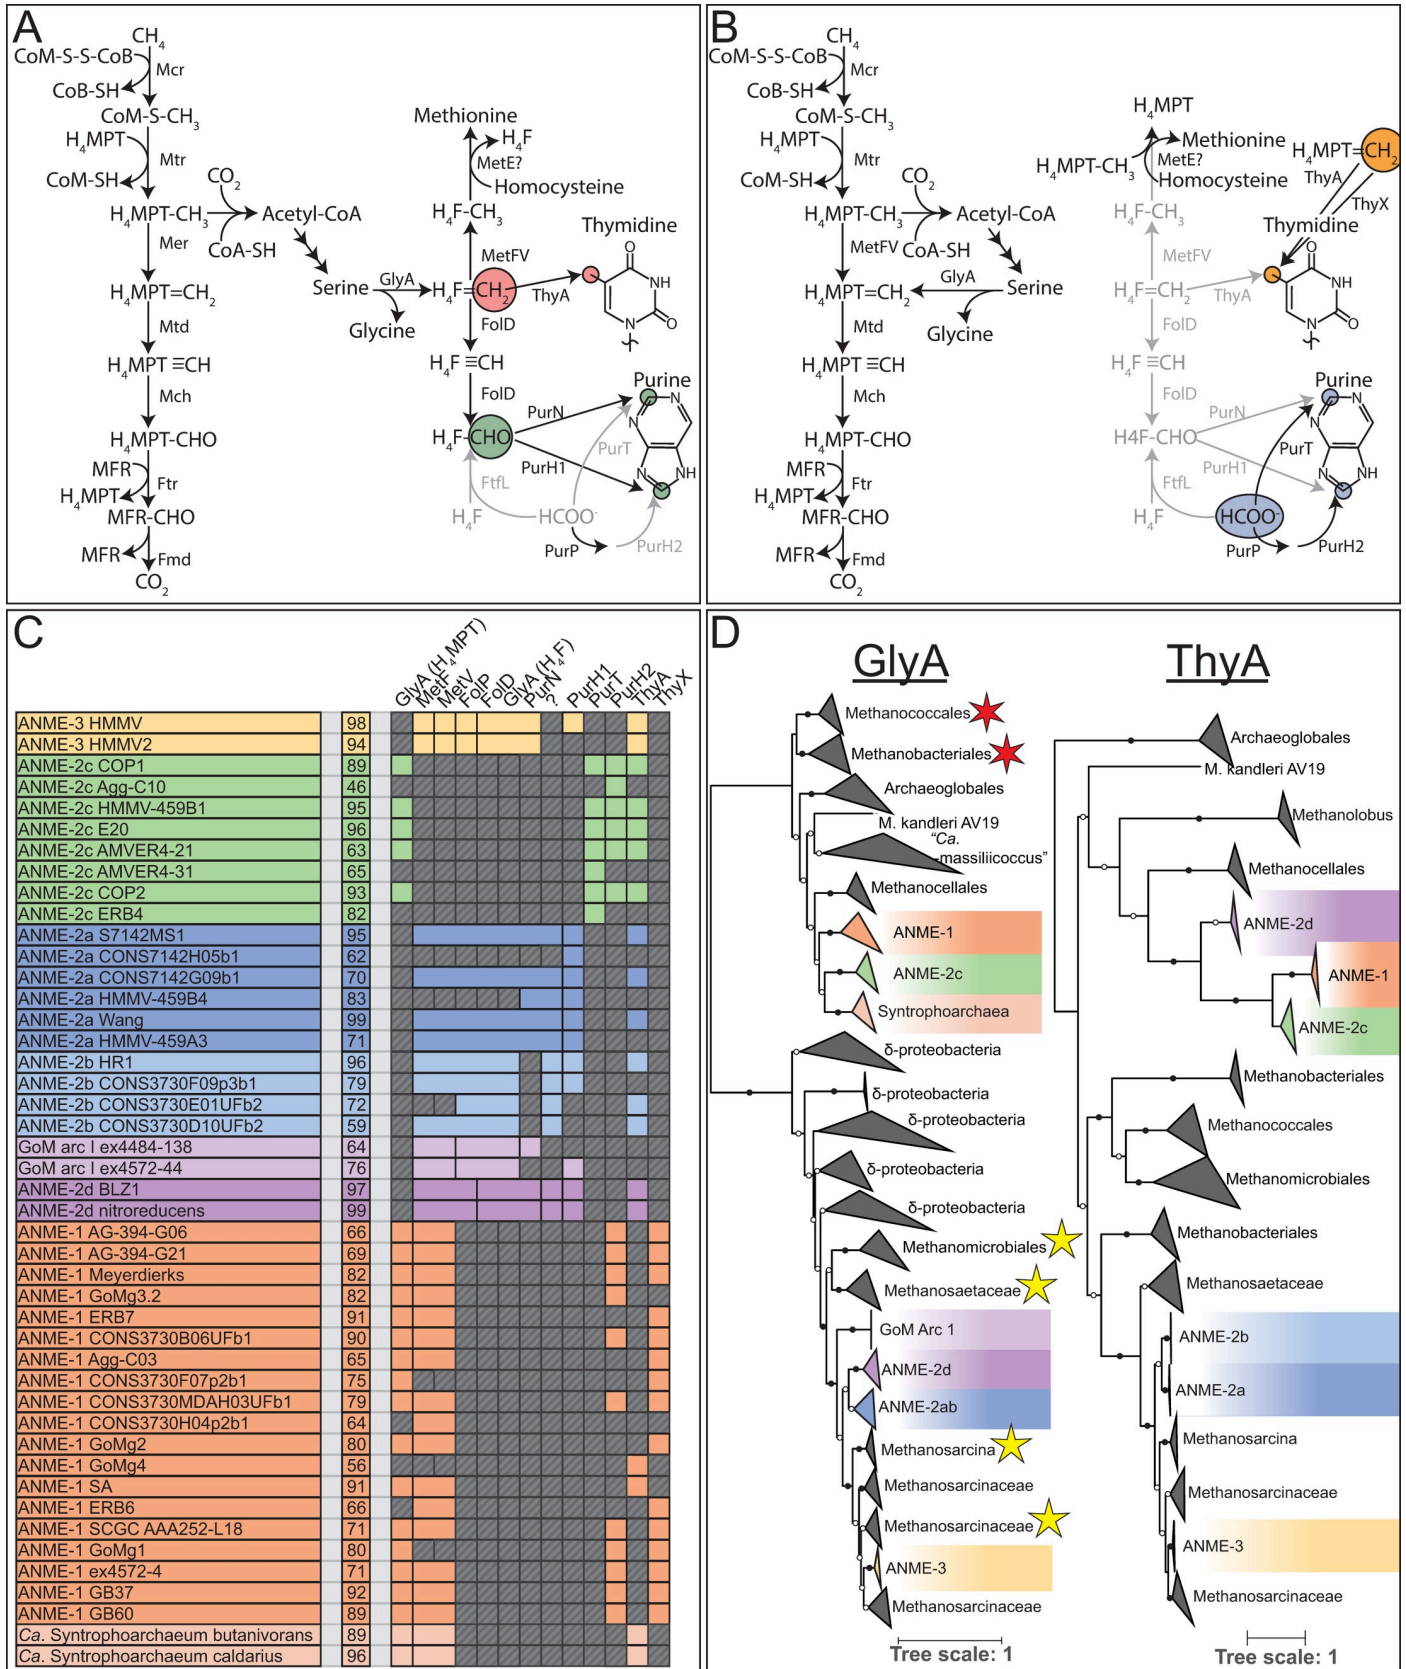 A
CH4
CoM-S-S-CoB
Mcr
CoB-SH
CoM-S-CH3
H4MPT
Mtr
CoM-SH
CO2
H4MPT-CH3
Acetyl-CoA
CoA-SH
Mer
H4MPT=CH2
Mtd
H4MPT≡CH
Mch
H4MPT-CHO
MFR
Ftr
H4MPT
MFR-CHO
MFR
Fmd
CO2
Serine
GlyA
Glycine
Methionine
H4F
MetE?
Homocysteine
H4F-CH3
MetFV
H4F=CH2
ThyA
Thymidine
O
NH
N
O
FolD
H4F≡CH
FolD
H4F-CHO
PurN
PurT
PurH1
Purine
N
N
N
NH
FtfL
H4F
HCOO-
PurP
PurH2
B
CH4
CoM-S-S-CoB
Mcr
CoB-SH
CoM-S-CH3
H4MPT
Mtr
CoM-SH
CO2
H4MPT-CH3
Acetyl-CoA
MetFV
CoA-SH
H4MPT=CH2
GlyA
Serine
Glycine
Mtd
H4MPT≡CH
Mch
H4MPT-CHO
MFR
Ftr
H4MPT
MFR-CHO
MFR
Fmd
CO2
H4MPT
Methionine
H4MPT-CH3
MetE?
Homocysteine
H4MPT=CH2
ThyA
ThyX
H4F-CH3
Thymidine
MetFV
H4F=CH2
ThyA
O
NH
N
O
FolD
H4F≡CH
FolD
H4F-CHO
PurN
PurT
PurH1
Purine
N
N
N
NH
FtfL
H4F
HCOO-
PurP
PurH2
C
GlyA (H4MPT)
MetF
MetV
FolP
FolD
GlyA (H4F)
PurN
?
PurH1
PurT
PurH2
ThyA
ThyX
ANME-3 HMMV 98
ANME-3 HMMV2 94
ANME-2c COP1 89
ANME-2c Agg-C10 46
ANME-2c HMMV-459B1 95
ANME-2c E20 96
ANME-2c AMVER4-21 63
ANME-2c AMVER4-31 65
ANME-2c COP2 93
ANME-2c ERB4 82
ANME-2a S7142MS1 95
ANME-2a CONS7142H05b1 62
ANME-2a CONS7142G09b1 70
ANME-2a HMMV-459B4 83
ANME-2a Wang 99
ANME-2a HMMV-459A3 71
ANME-2b HR1 96
ANME-2b CONS3730F09p3b1 79
ANME-2b CONS3730E01UFb2 72
ANME-2b CONS3730D10UFb2 59
GoM arc I ex4484-138 64
GoM arc I ex4572-44 76
ANME-2d BLZ1 97
ANME-2d nitroreducens 99
ANME-1 AG-394-G06 66
ANME-1 AG-394-G21 69
ANME-1 Meyerdierks 82
ANME-1 GoMg3.2 82
ANME-1 ERB7 91
ANME-1 CONS3730B06UFb1 90
ANME-1 Agg-C03 65
ANME-1 CONS3730F07p2b1 75
ANME-1 CONS3730MDAH03UFb1 79
ANME-1 CONS3730H04p2b1 64
ANME-1 GoMg2 80
ANME-1 GoMg4 56
ANME-1 SA 91
ANME-1 ERB6 66
ANME-1 SCGC AAA252-L18 71
ANME-1 GoMg1 80
ANME-1 ex4572-4 71
ANME-1 GB37 92
ANME-1 GB60 89
Ca. Syntrophoarchaeum butanivorans 89
Ca. Syntrophoarchaeum caldarius 96
D
GlyA
Methanococcales
Methanobacteriales
Archaeoglobales
M. kandleri AV19
"Ca.
-massiliicoccus"
Methanocellales
ANME-1
ANME-2c
Syntrophoarchaea
δ-proteobacteria
δ-proteobacteria
δ-proteobacteria
δ-proteobacteria
δ-proteobacteria
Methanomicrobiales
Methanosaetaceae
GoM Arc 1
ANME-2d
ANME-2ab
Methanosarcina
Methanosarcinaceae
Methanosarcinaceae
ANME-3
Methanosarcinaceae
Tree scale: 1
ThyA
Archaeoglobales
M. kandleri AV19
Methanolobus
Methanocellales
ANME-2d
ANME-1
ANME-2c
Methanobacteriales
Methanococcales
Methanomicrobiales
Methanobacteriales
Methanosaetaceae
ANME-2b
ANME-2a
Methanosarcina
Methanosarcinaceae
ANME-3
Methanosarcinaceae
Tree scale: 1